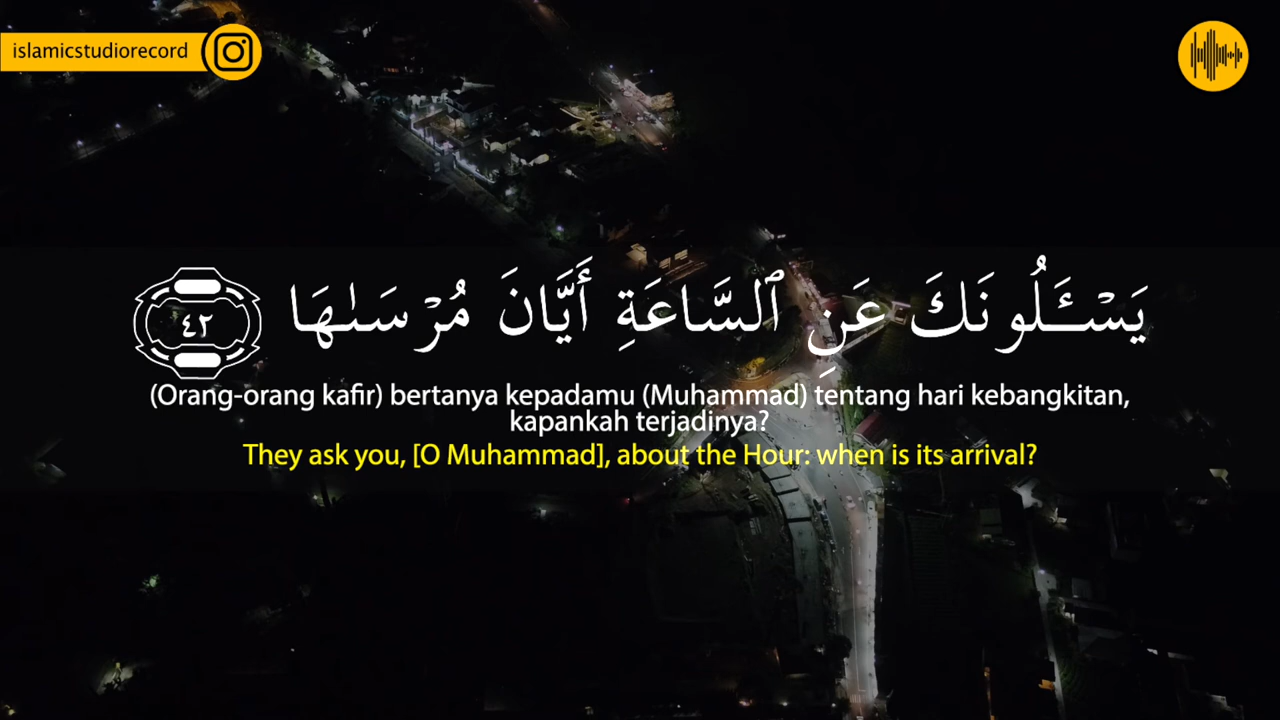 islamicstudiorecord
يَسْـَٔلُونَكَ عَنِ ٱلسَّاعَةِ أَيَّانَ مُرْسَىٰهَا ٤٢
(Orang-orang kafir) bertanya kepadamu (Muhammad) tentang hari kebangkitan,
kapankah terjadinya?
They ask you, [O Muhammad], about the Hour: when is its arrival?